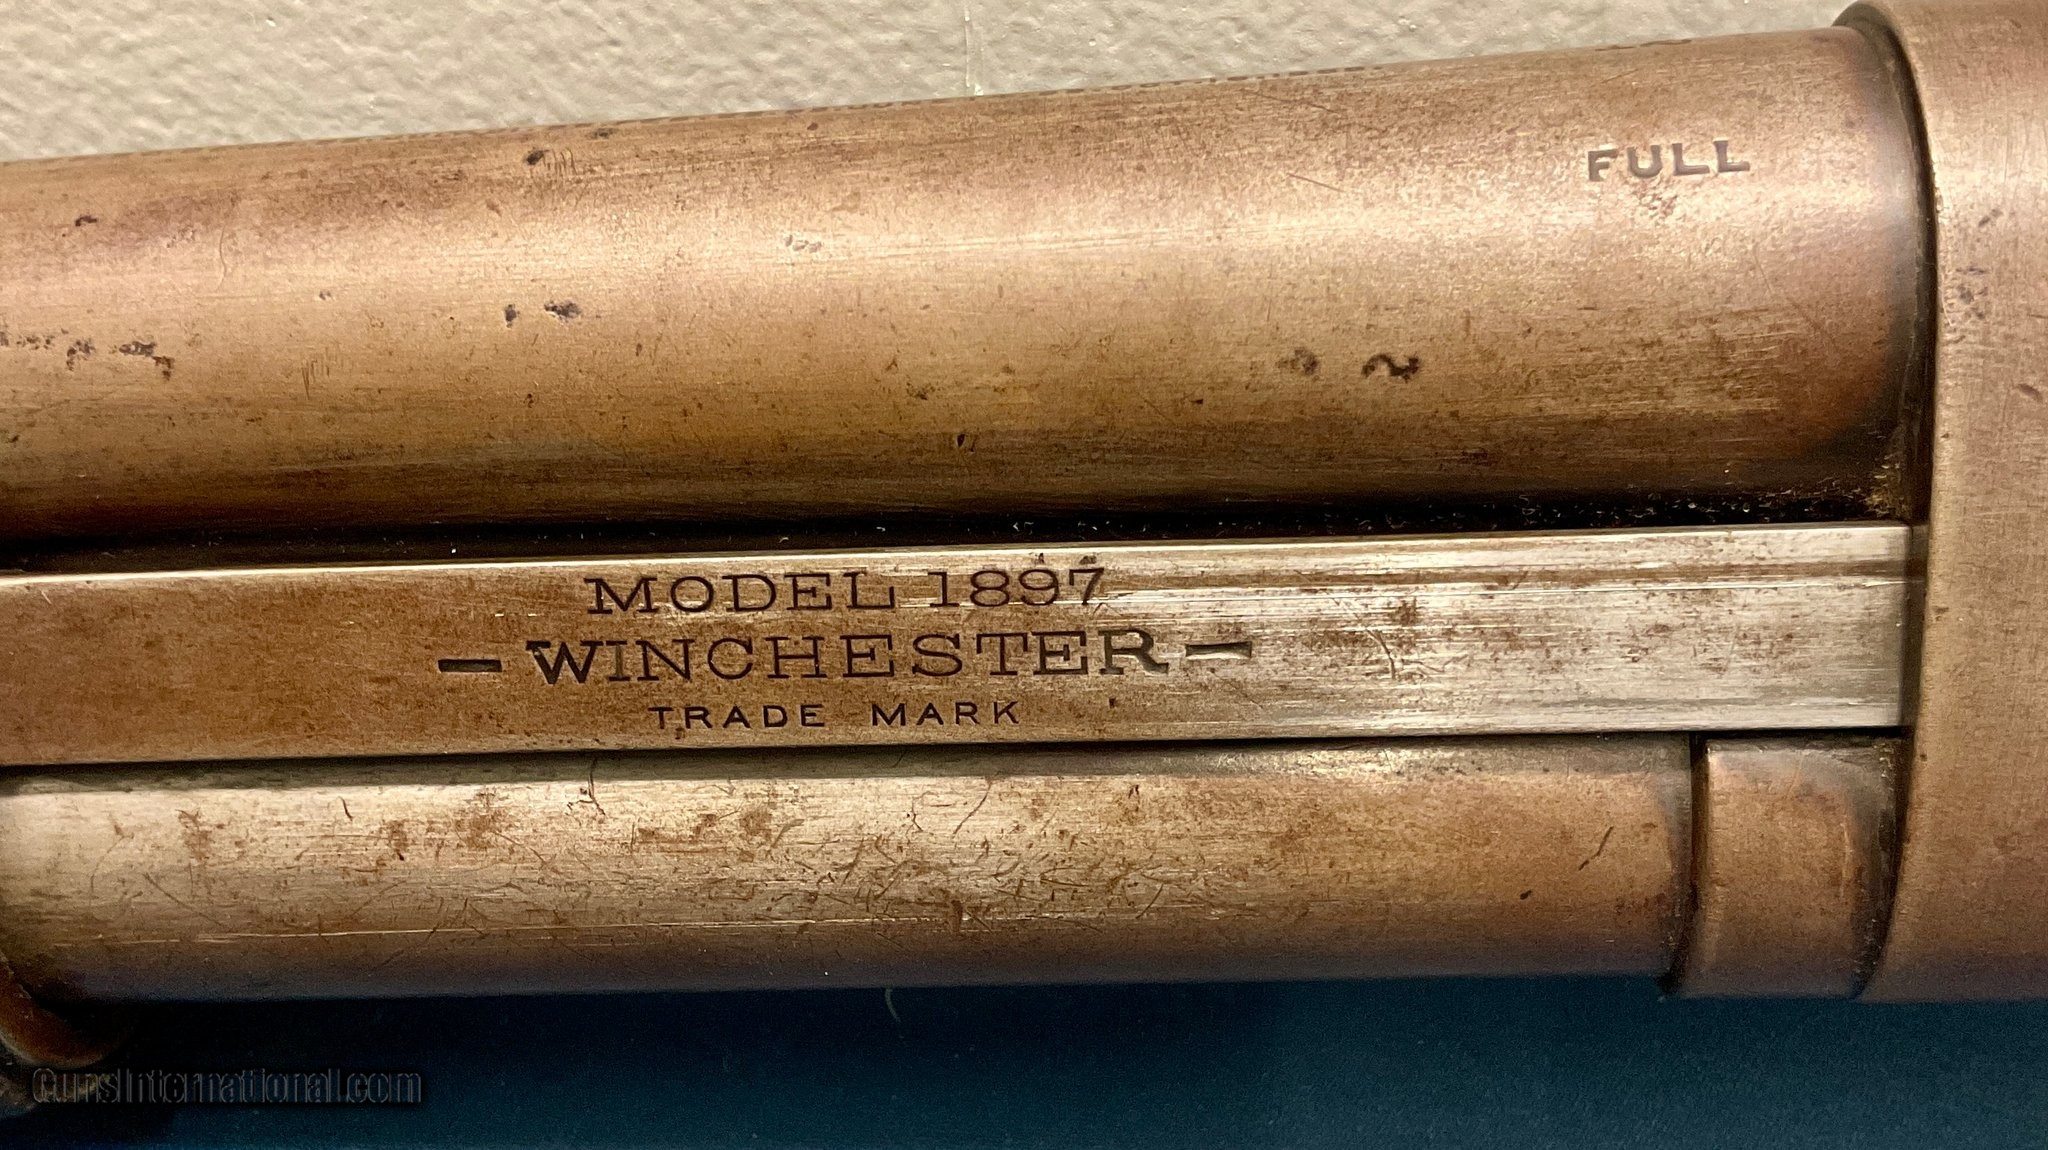 FULL
MODEL 1897
- WINCHESTER -
TRADE MARK
GunsInternational.com